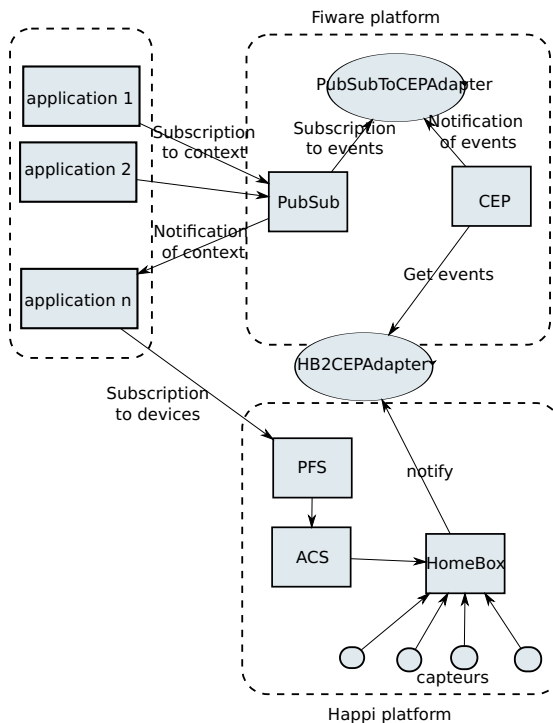 Fiware platform
application 1
PubSubToCEPAdapter
Subscription
to context
Subscription
to events
Notification
of events
application 2
PubSub
CEP
Notification
of context
application n
Get events
HB2CEPAdapter
Subscription
to devices
PFS
notify
ACS
HomeBox
capteurs
Happi platform